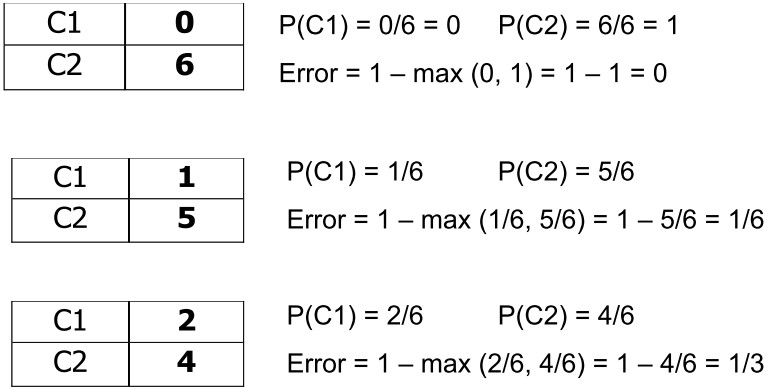 C1 0 P(C1) = 0/6 = 0 P(C2) = 6/6 = 1
C2 6 Error = 1 – max (0, 1) = 1 – 1 = 0
C1 1 P(C1) = 1/6 P(C2) = 5/6
C2 5 Error = 1 – max (1/6, 5/6) = 1 – 5/6 = 1/6
C1 2 P(C1) = 2/6 P(C2) = 4/6
C2 4 Error = 1 – max (2/6, 4/6) = 1 – 4/6 = 1/3